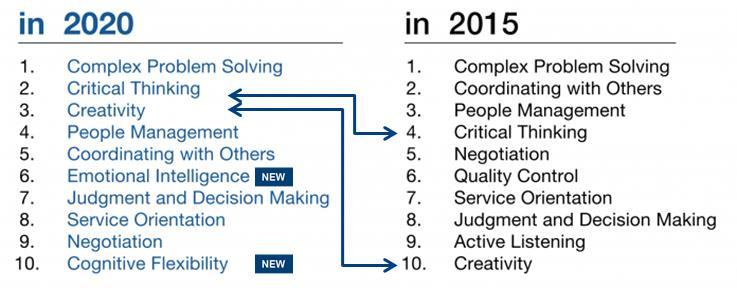 in 2020
1. Complex Problem Solving
2. Critical Thinking
3. Creativity
4. People Management
5. Coordinating with Others
6. Emotional Intelligence NEW
7. Judgment and Decision Making
8. Service Orientation
9. Negotiation
10. Cognitive Flexibility NEW
in 2015
1. Complex Problem Solving
2. Coordinating with Others
3. People Management
4. Critical Thinking
5. Negotiation
6. Quality Control
7. Service Orientation
8. Judgment and Decision Making
9. Active Listening
10. Creativity